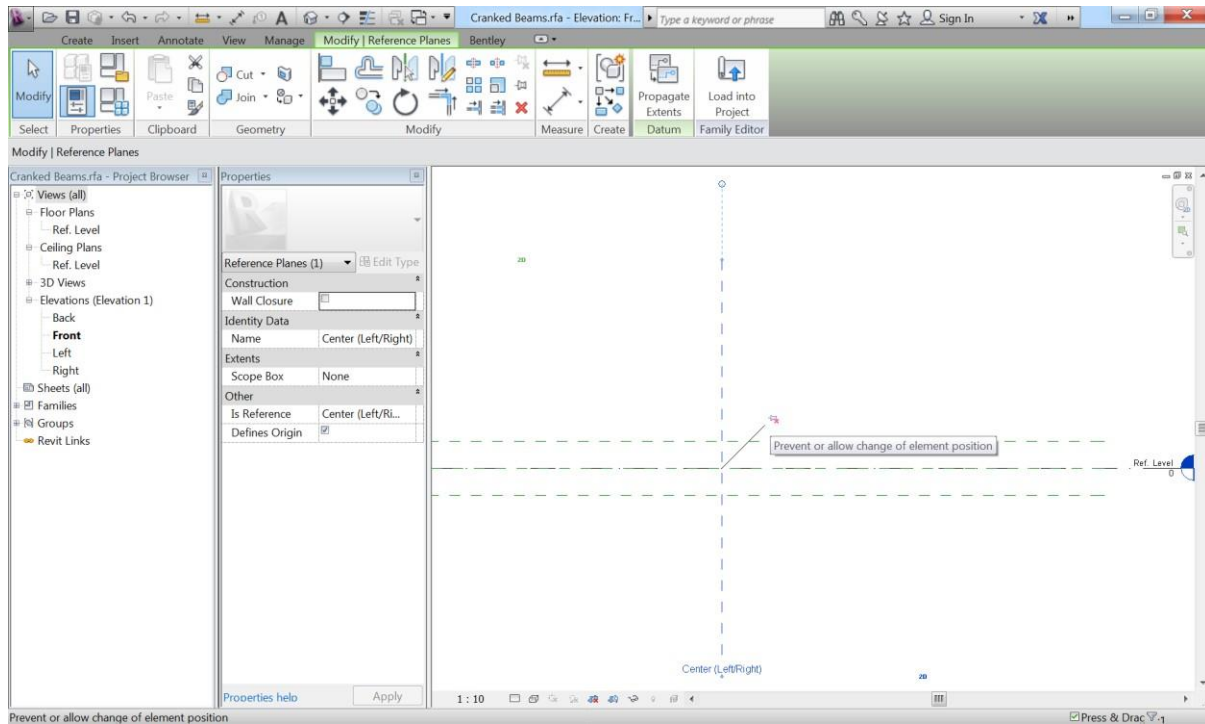 Cranked Beams.rfa - Elevation: Fr...
Type a keyword or phrase
Sign In
Create Insert Annotate View Manage Modify | Reference Planes Bentley
Modify
Paste
Cut
Join
Propagate Extents
Load into Project
Select Properties Clipboard Geometry Modify Measure Create Datum Family Editor
Modify | Reference Planes
Cranked Beams.rfa - Project Browser
Views (all)
Floor Plans
Ref. Level
Ceiling Plans
Ref. Level
3D Views
Elevations (Elevation 1)
Back
Front
Left
Right
Sheets (all)
Families
Groups
Revit Links
Properties
Reference Planes (1) Edit Type
Construction
Wall Closure
Identity Data
Name Center (Left/Right)
Extents
Scope Box None
Other
Is Reference Center (Left/Ri...
Defines Origin
Properties help Apply
2D
Prevent or allow change of element position
Ref. Level
0
Center (Left/Right)
2D
1 : 10
Prevent or allow change of element position
Press & Drag
:1